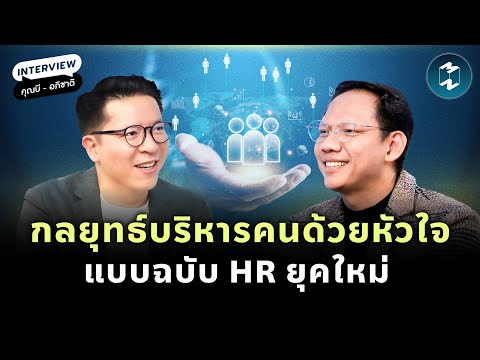 INTERVIEW
คุณบี - อภิชาติ
กลยุทธ์บริหารคนด้วยหัวใจ
แบบฉบับ HR ยุคใหม่